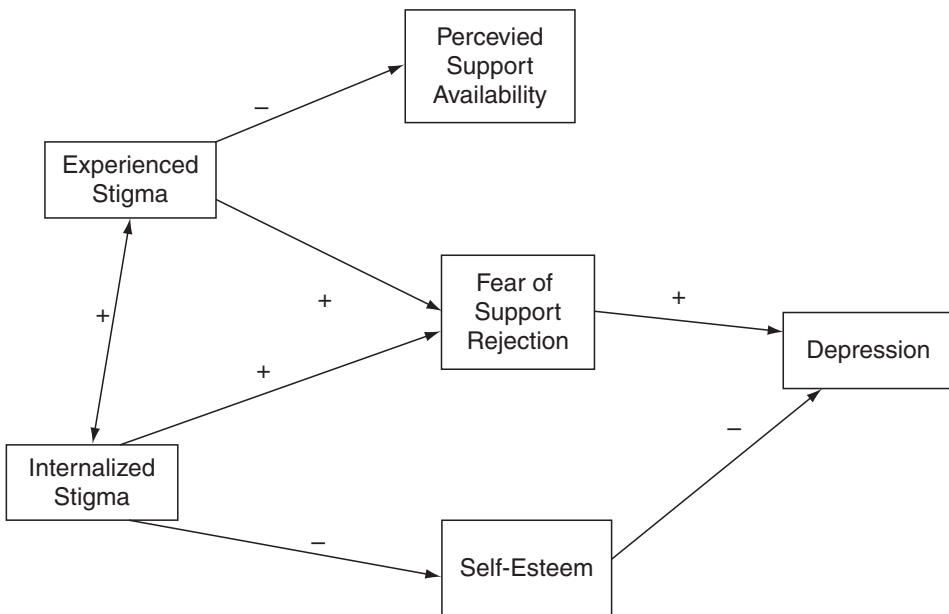 Percevied
Support
Availability
–
Experienced
Stigma
+
+
Fear of
Support
Rejection
+
Depression
+
–
Internalized
Stigma
–
Self-Esteem